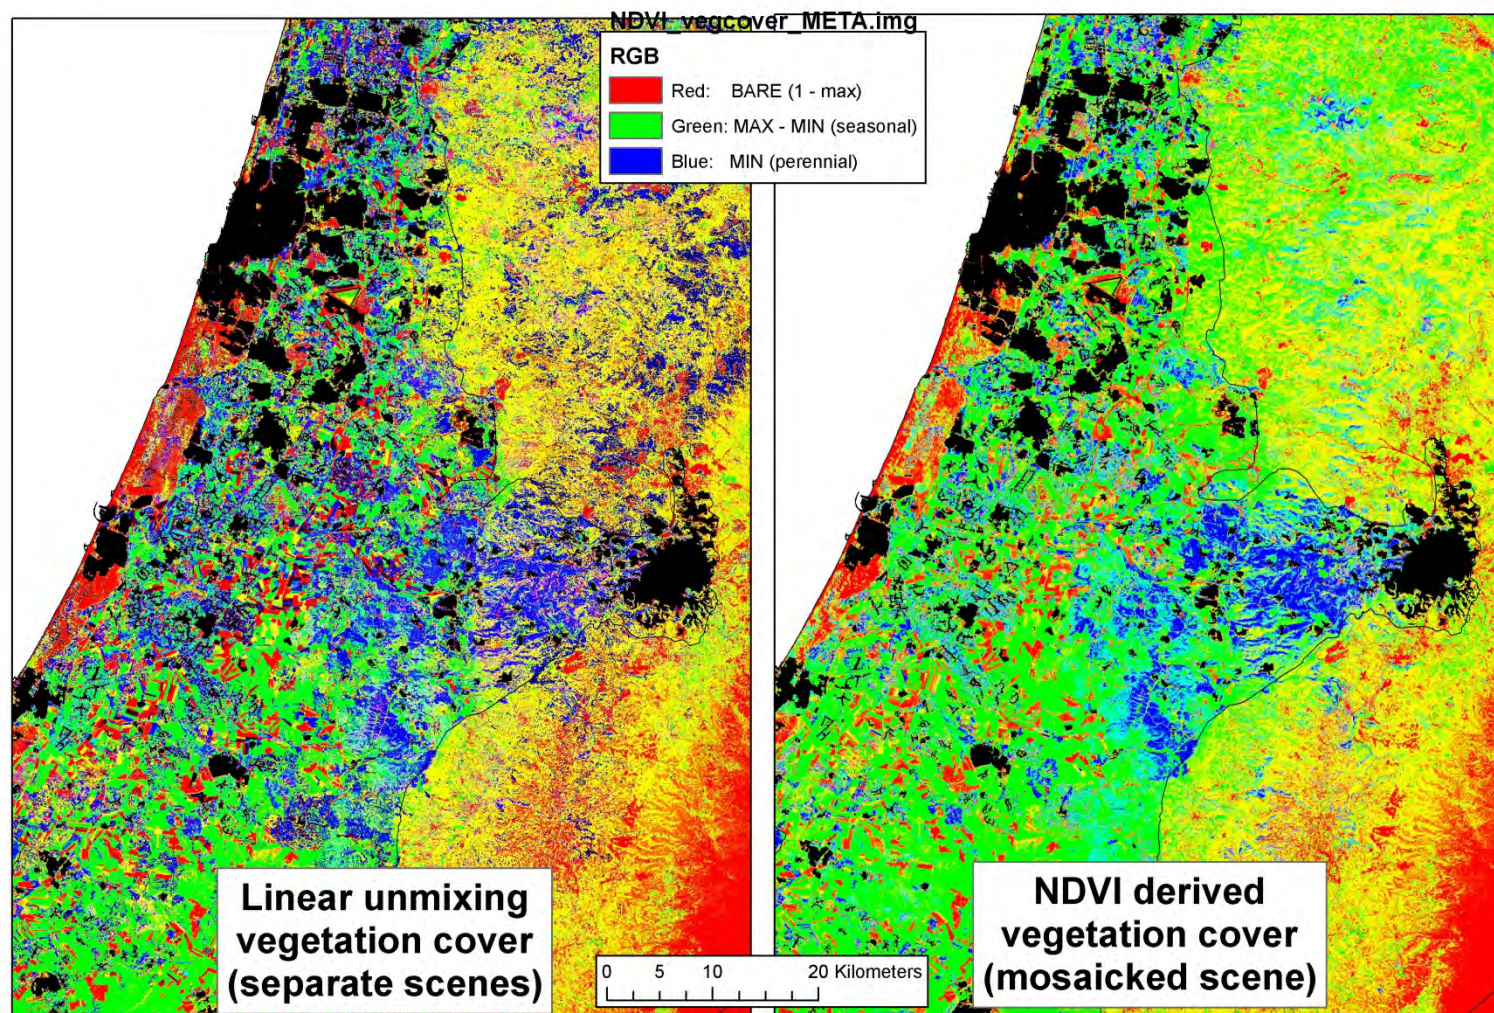 NDVI_vegcover_META.img
RGB
Red: BARE (1 - max)
Green: MAX - MIN (seasonal)
Blue: MIN (perennial)
Linear unmixing
vegetation cover
(separate scenes)
0 5 10 20 Kilometers
NDVI derived
vegetation cover
(mosaicked scene)